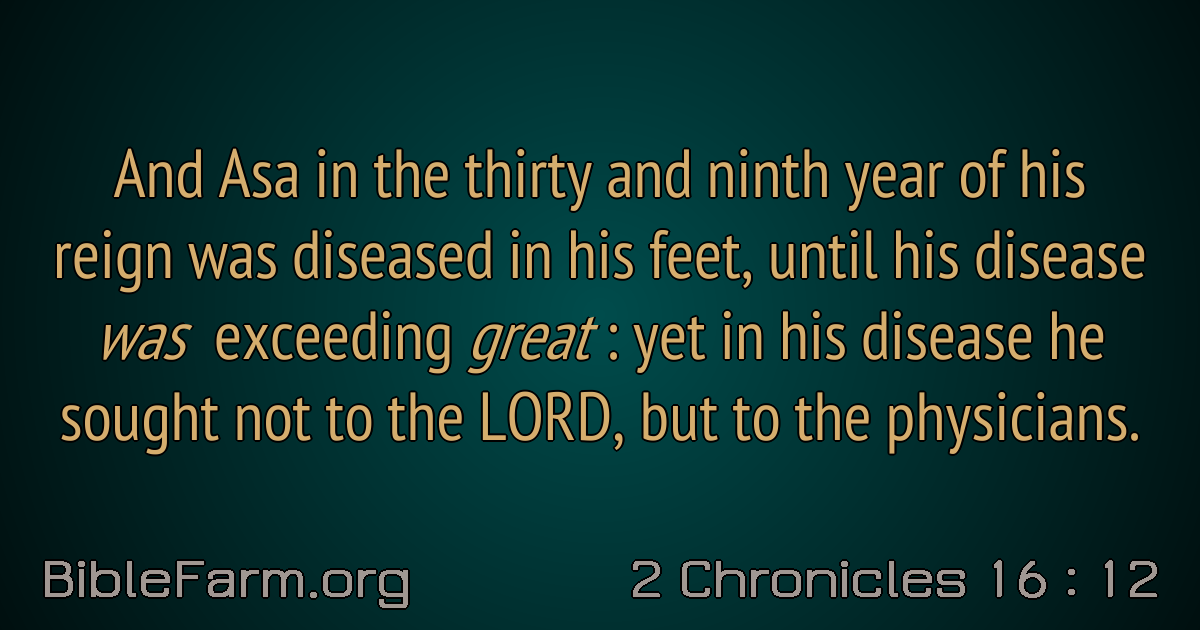 And Asa in the thirty and ninth year of his
reign was diseased in his feet, until his disease
was exceeding great : yet in his disease he
sought not to the LORD, but to the physicians.
BibleFarm.org
2 Chronicles 16 : 12